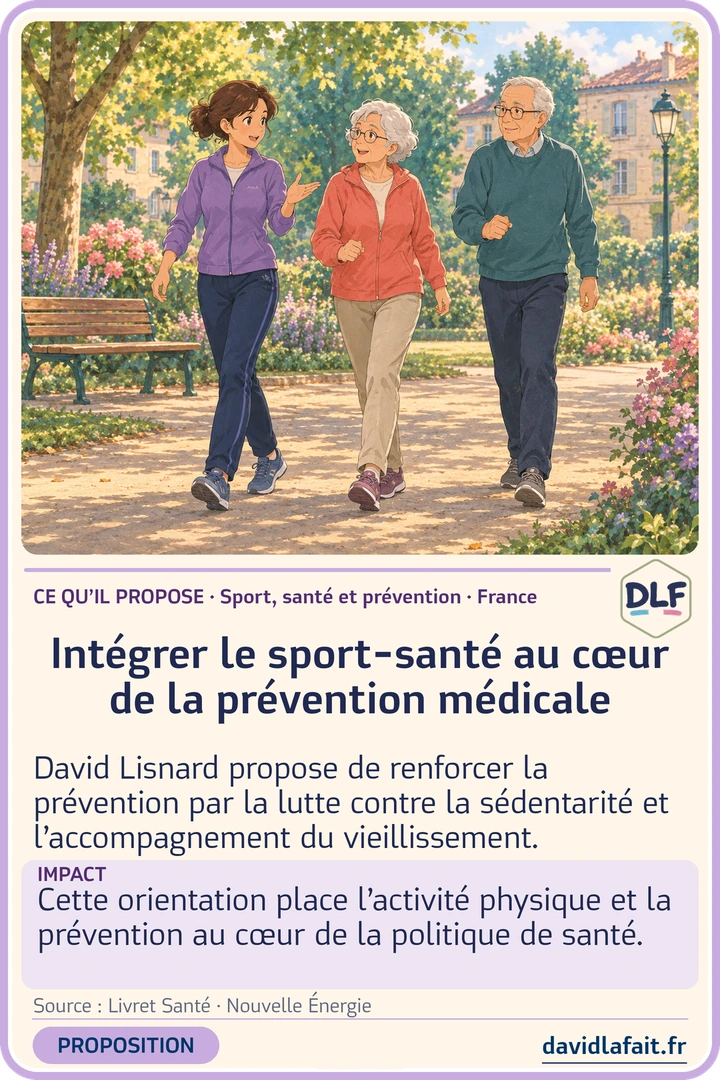 CE QU'IL PROPOSE · Sport, santé et prévention · France
DLF
Intégrer le sport-santé au cœur
de la prévention médicale
David Lisnard propose de renforcer la
prévention par la lutte contre la sédentarité et
l'accompagnement du vieillissement.
IMPACT
Cette orientation place l'activité physique et la
prévention au cœur de la politique de santé.
Source : Livret Santé · Nouvelle Énergie
PROPOSITION
davidlafait.fr